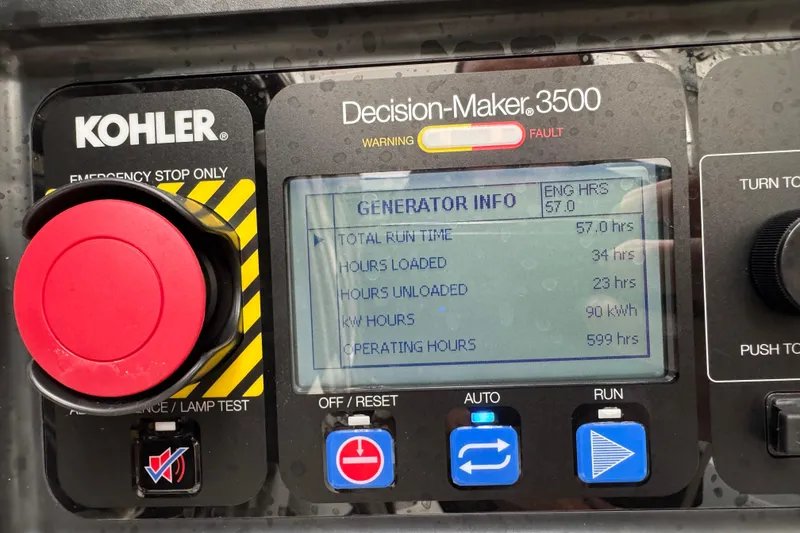 KOHLER®
EMERGENCY STOP ONLY
Decision-Maker® 3500
WARNING
FAULT
GENERATOR INFO
ENG HRS
57.0
TOTAL RUN TIME 57.0 hrs
HOURS LOADED 34 hrs
HOURS UNLOADED 23 hrs
kW HOURS 90 kWh
OPERATING HOURS 599 hrs
/ LAMP TEST
OFF / RESET
AUTO
RUN
TURN TO
PUSH TO